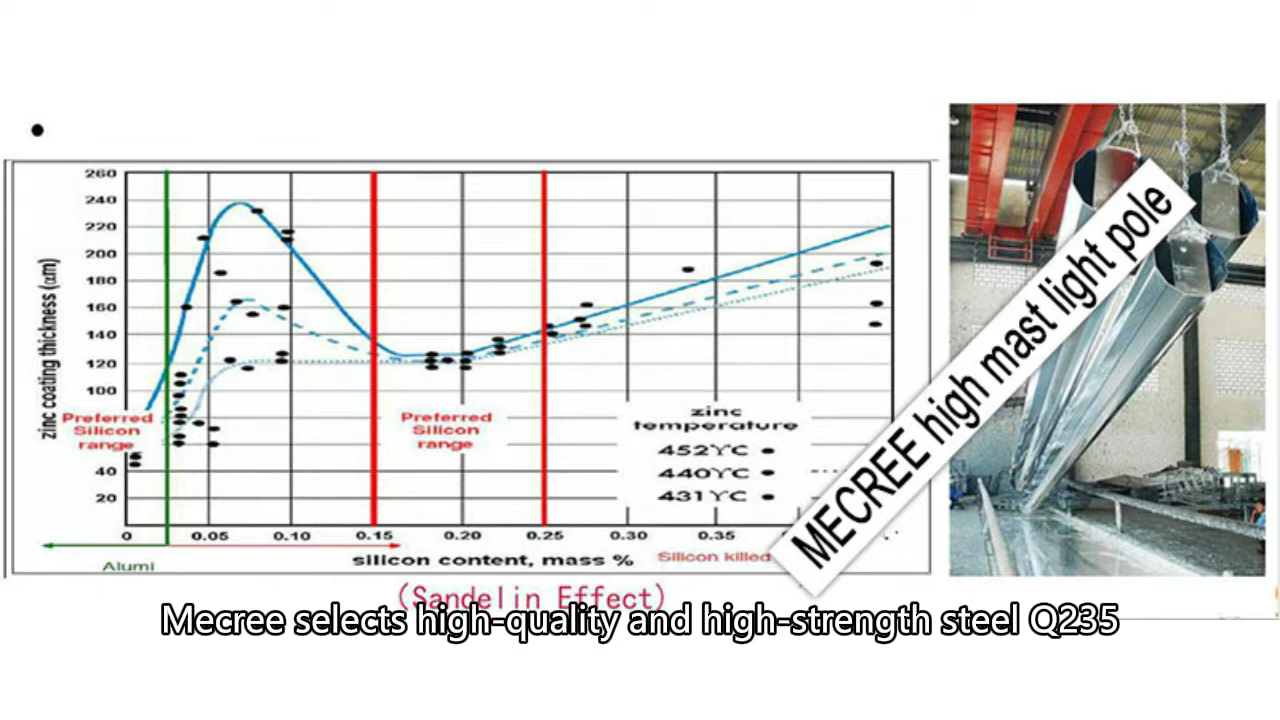 260
240
220
200
180
160
140
120
100
40
20
zinc coating thickness (αm)
Preferred
Silicon
range
Preferred
Silicon
range
zinc
temperature
452YC
440YC
431YC
0
0.05
0.10
0.15
0.20
0.25
0.30
0.35
silicon content, mass %
Alumi
Silicon killed
(Sandelin Effect)
MECREE high mast light pole
Mecree selects high-quality and high-strength steel Q235